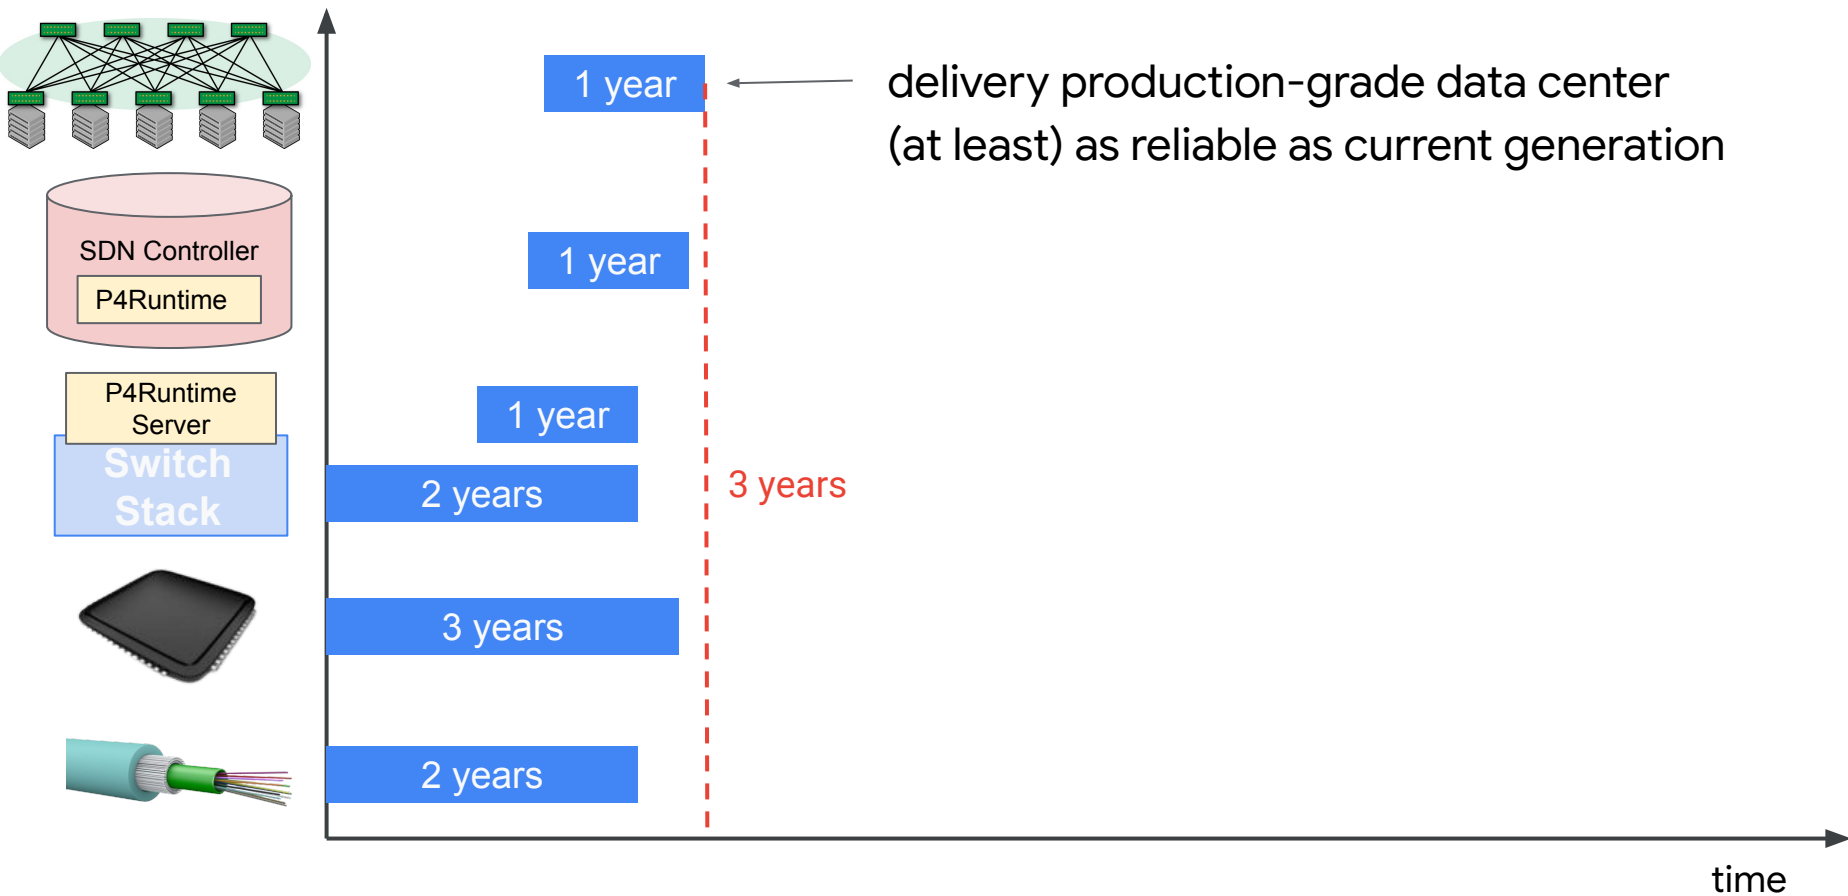 1 year
delivery production-grade data center
(at least) as reliable as current generation
SDN Controller
P4Runtime
1 year
P4Runtime
Server
1 year
Switch
Stack
2 years
3 years
3 years
2 years
time